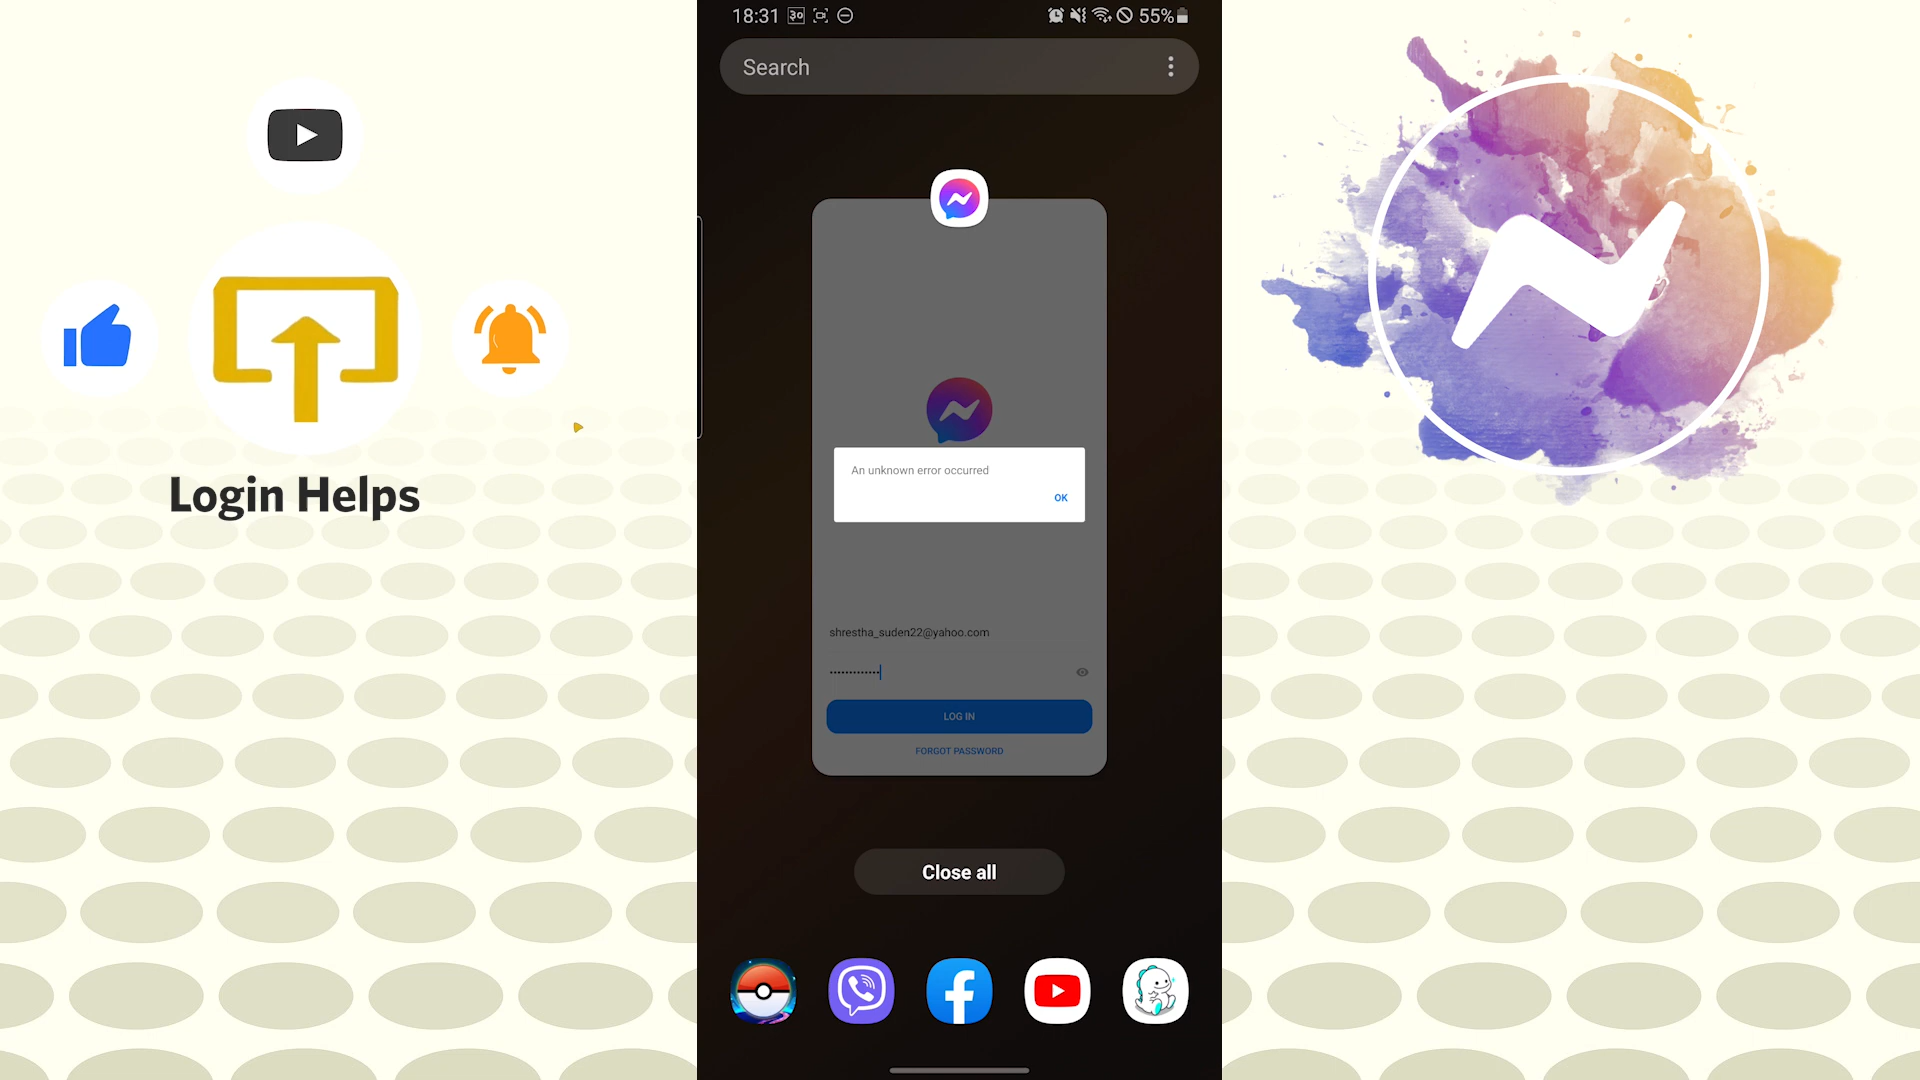 Login Helps
18:31
55%
Search
An unknown error occurred
OK
shrestha_suden22@yahoo.com
LOG IN
FORGOT PASSWORD
Close all